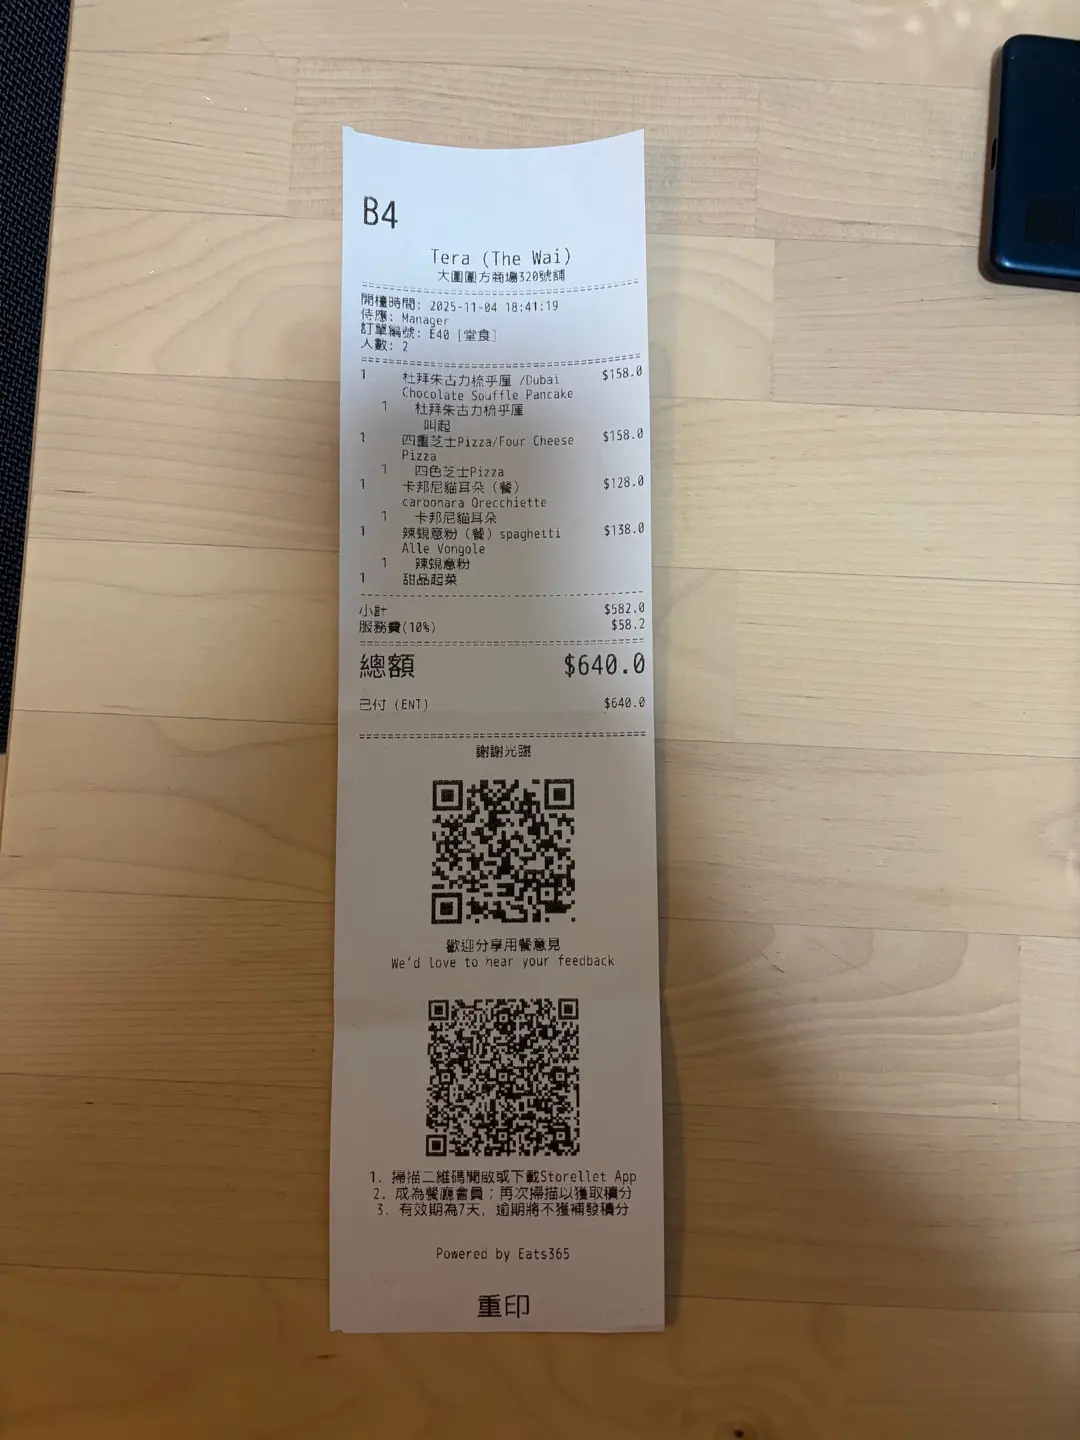 B4
Tera (The Wai)
大圍圍方商場320號舖
開檯時間: 2025-11-04 18:41:19
侍應: Manager
訂單編號: E40 [堂食]
人數: 2
1 杜拜朱古力梳乎厘 /Dubai $158.0
Chocolate Souffle Pancake
1 杜拜朱古力梳乎厘
叫起
1 四重芝士Pizza/Four Cheese $158.0
Pizza
1 四色芝士Pizza
1 卡邦尼貓耳朵（餐） $128.0
carbonara Orecchiette
1 卡邦尼貓耳朵
1 辣蜆意粉（餐）spaghetti $138.0
Alle Vongole
1 辣蜆意粉
1 甜品起菜
小計 $582.0
服務費(10%) $58.2
總額 $640.0
已付 (ENT) $640.0
謝謝光臨
歡迎分享用餐意見
We'd love to hear your feedback
1. 掃描二維碼開啟或下載Storellet App
2. 成為餐廳會員；再次掃描以獲取積分
3. 有效期為7天，逾期將不獲補發積分
Powered by Eats365
重印